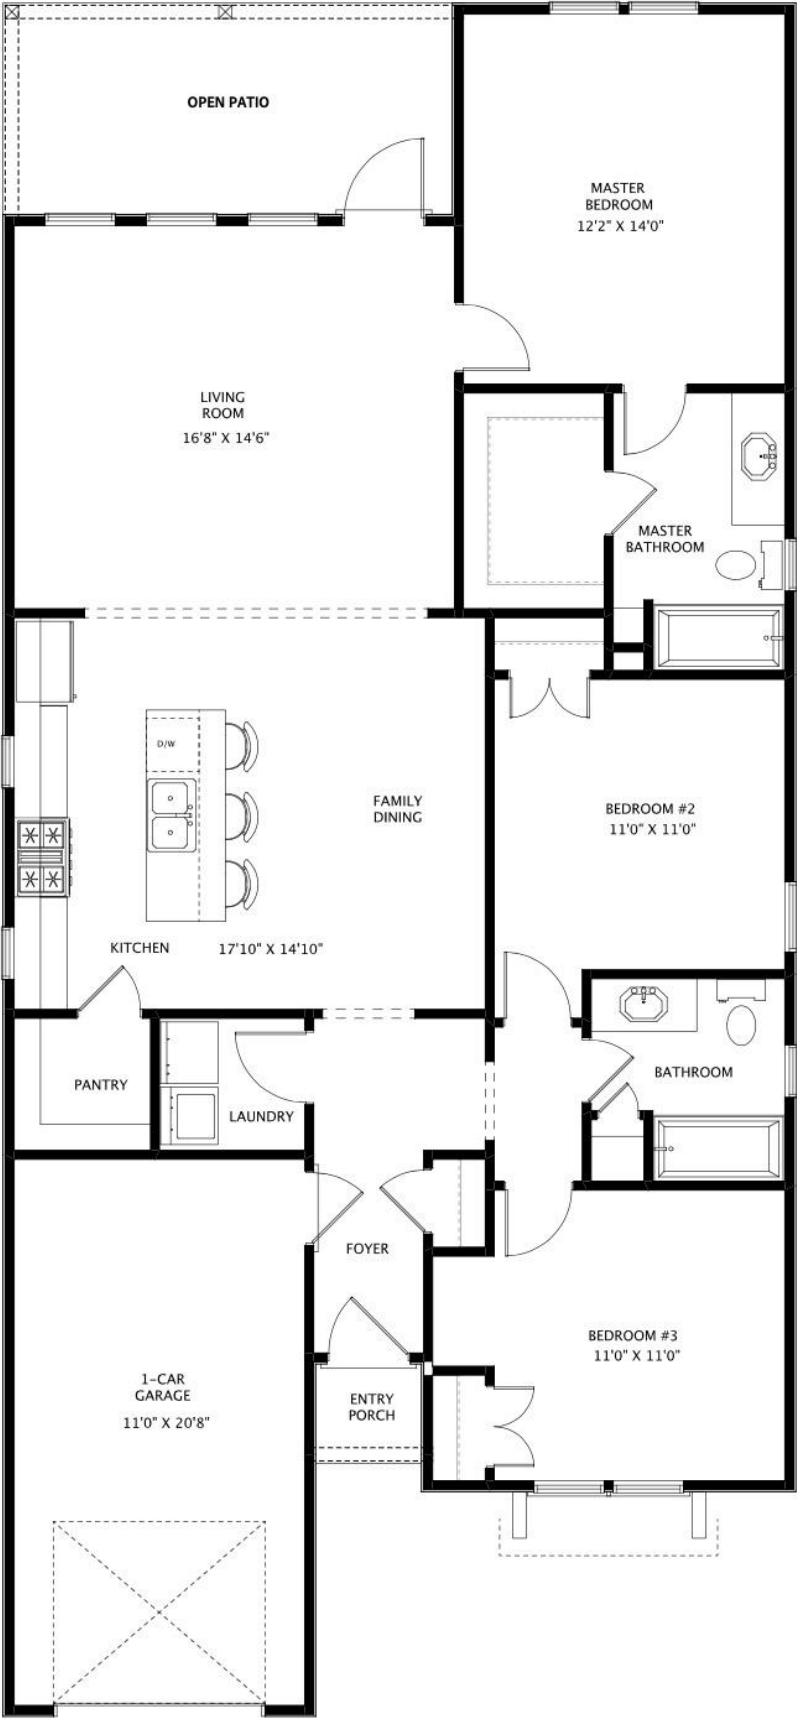 OPEN PATIO
MASTER
BEDROOM
12'2" X 14'0"
LIVING
ROOM
16'8" X 14'6"
MASTER
BATHROOM
D/W
FAMILY
DINING
BEDROOM #2
11'0" X 11'0"
KITCHEN
17'10" X 14'10"
PANTRY
LAUNDRY
BATHROOM
FOYER
BEDROOM #3
11'0" X 11'0"
1-CAR
GARAGE
11'0" X 20'8"
ENTRY
PORCH